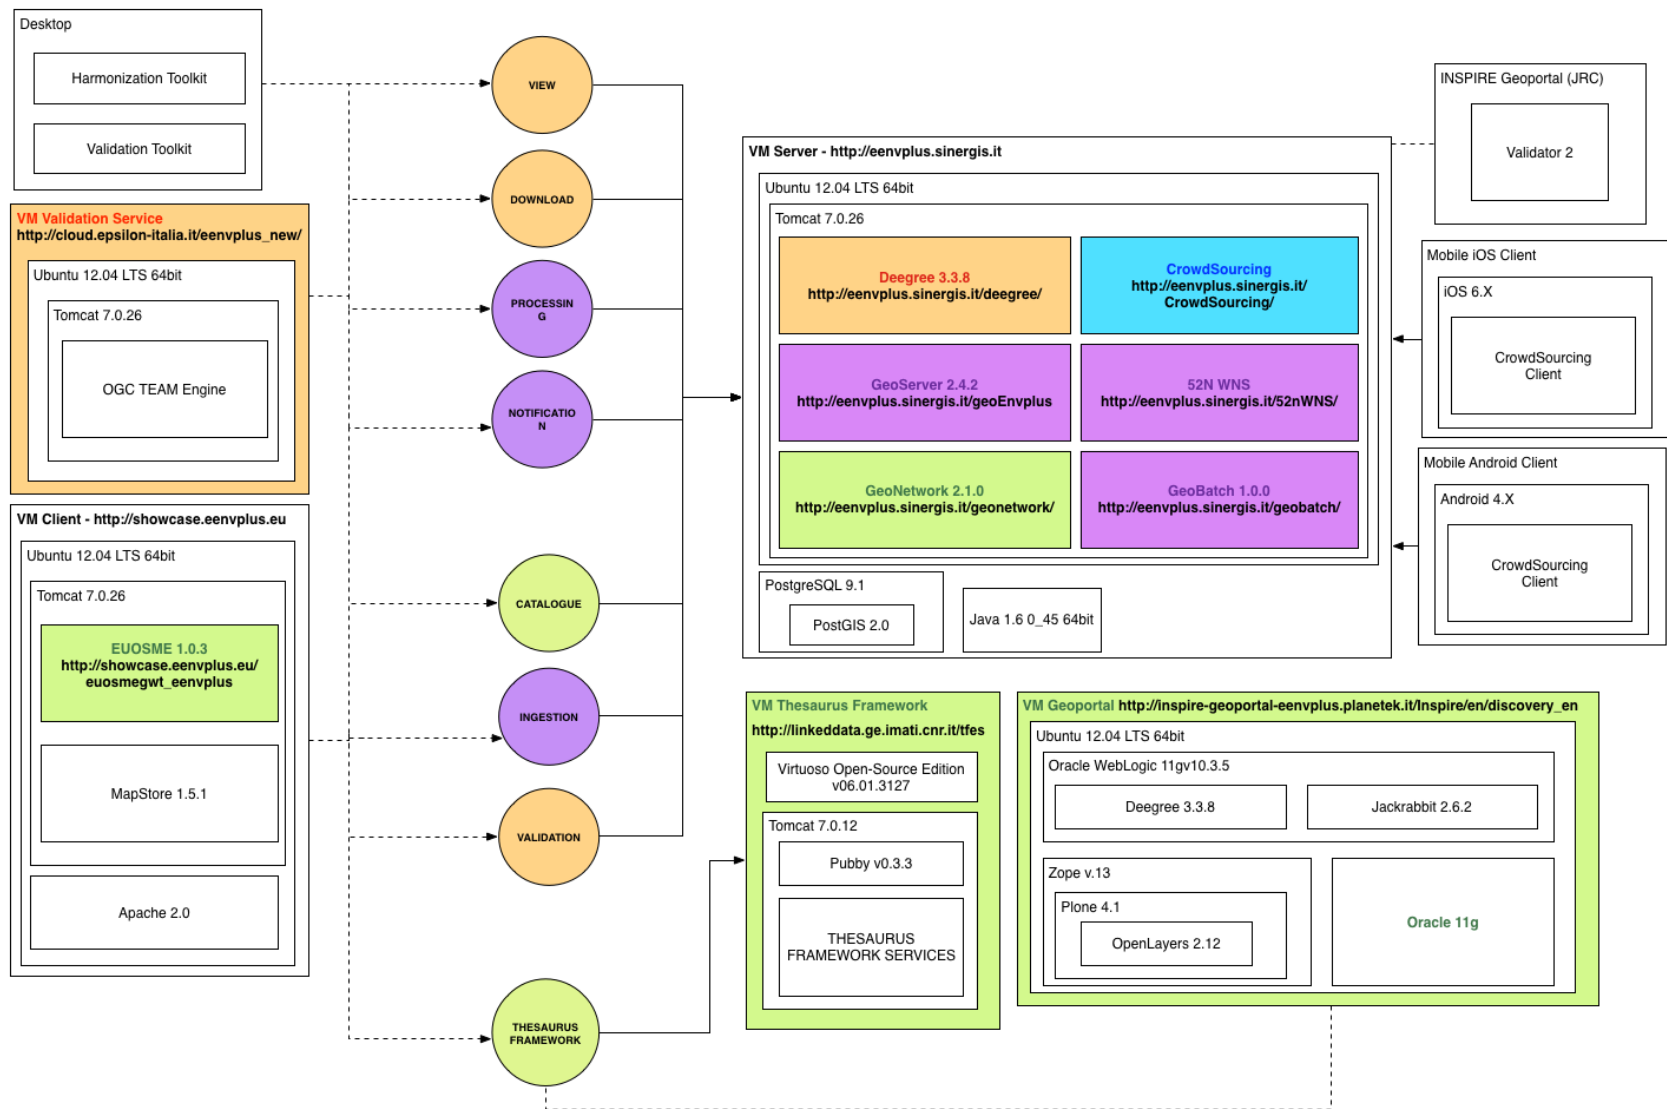 Desktop
Harmonization Toolkit
Validation Toolkit
VM Validation Service
http://cloud.epsilon-italia.it/eenvplus_new/
Ubuntu 12.04 LTS 64bit
Tomcat 7.0.26
OGC TEAM Engine
VM Client - http://showcase.eenvplus.eu
Ubuntu 12.04 LTS 64bit
Tomcat 7.0.26
EUOSME 1.0.3
http://showcase.eenvplus.eu/
euosmegwt_eenvplus
MapStore 1.5.1
Apache 2.0
VIEW
DOWNLOAD
PROCESSIN
G
NOTIFICATIO
N
CATALOGUE
INGESTION
VALIDATION
THESAURUS
FRAMEWORK
VM Server - http://eenvplus.sinergis.it
Ubuntu 12.04 LTS 64bit
Tomcat 7.0.26
Deegree 3.3.8
http://eenvplus.sinergis.it/deegree/
CrowdSourcing
http://eenvplus.sinergis.it/
CrowdSourcing/
GeoServer 2.4.2
http://eenvplus.sinergis.it/geoEnvplus
52N WNS
http://eenvplus.sinergis.it/52nWNS/
GeoNetwork 2.1.0
http://eenvplus.sinergis.it/geonetwork/
GeoBatch 1.0.0
http://eenvplus.sinergis.it/geobatch/
PostgreSQL 9.1
PostGIS 2.0
Java 1.6 0_45 64bit
INSPIRE Geoportal (JRC)
Validator 2
Mobile iOS Client
iOS 6.X
CrowdSourcing
Client
Mobile Android Client
Android 4.X
CrowdSourcing
Client
VM Thesaurus Framework
http://linkeddata.ge.imati.cnr.it/tfes
Virtuoso Open-Source Edition
v06.01.3127
Tomcat 7.0.12
Pubby v0.3.3
THESAURUS
FRAMEWORK SERVICES
VM Geoportal http://inspire-geoportal-eenvplus.planetek.it/Inspire/en/discovery_en
Ubuntu 12.04 LTS 64bit
Oracle WebLogic 11gv10.3.5
Deegree 3.3.8
Jackrabbit 2.6.2
Zope v.13
Plone 4.1
OpenLayers 2.12
Oracle 11g